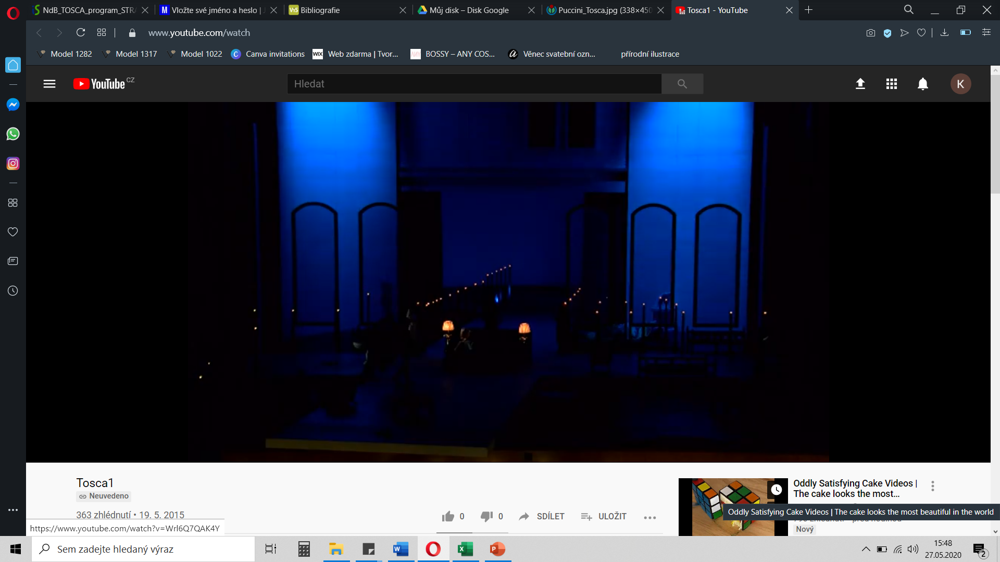 NdB_TOSCA_program_STRA
Vložte své jméno a heslo | J
Bibliografie
Můj disk – Disk Google
Puccini_Tosca.jpg (338×450
Tosca1 - YouTube
www.youtube.com/watch
Model 1282
Model 1317
Model 1022
Canva invitations
WIX Web zdarma | Tvor...
BOSSY – ANY COS...
Věnec svatební ozn...
přírodní ilustrace
YouTube CZ
Hledat
K
Tosca1
Neuvedeno
363 zhlédnutí • 19. 5. 2015
0
0
SDÍLET
ULOŽIT
Oddly Satisfying Cake Videos |
The cake looks the most...
Oddly Satisfying Cake Videos | The cake looks the most beautiful in the world
Nový
https://www.youtube.com/watch?v=Wrl6Q7QAK4Y
Sem zadejte hledaný výraz
15:48
27.05.2020
2